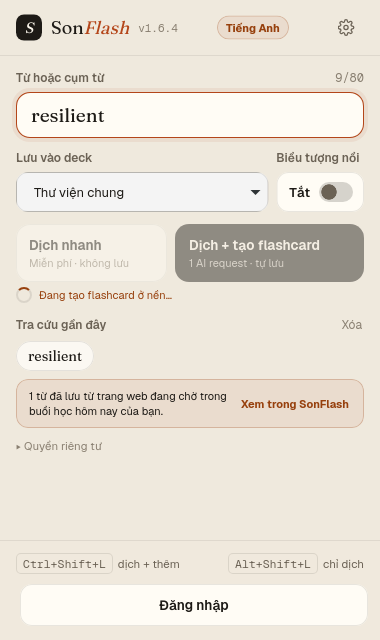 S SonFlash v1.6.4 Tiếng Anh
Từ hoặc cụm từ 9/80
resilient
Lưu vào deck Biểu tượng nổi
Thư viện chung Tắt
Dịch nhanh Dịch + tạo flashcard
Miễn phí · không lưu 1 AI request · tự lưu
Đang tạo flashcard ở nền…
Tra cứu gần đây Xóa
resilient
1 từ đã lưu từ trang web đang chờ trong
buổi học hôm nay của bạn. Xem trong SonFlash
▸ Quyền riêng tư
Ctrl+Shift+L dịch + thêm Alt+Shift+L chỉ dịch
Đăng nhập